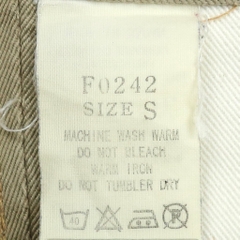 F0242
SIZE S
MACHINE WASH WARM
DO NOT BLEACH
WARM IRON
DO NOT TUMBLER DRY
40
P